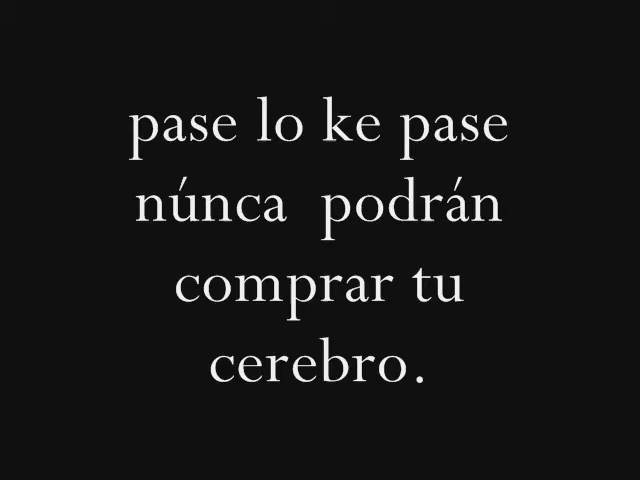 pase lo ke pase
núnca podrán
comprar tu
cerebro.